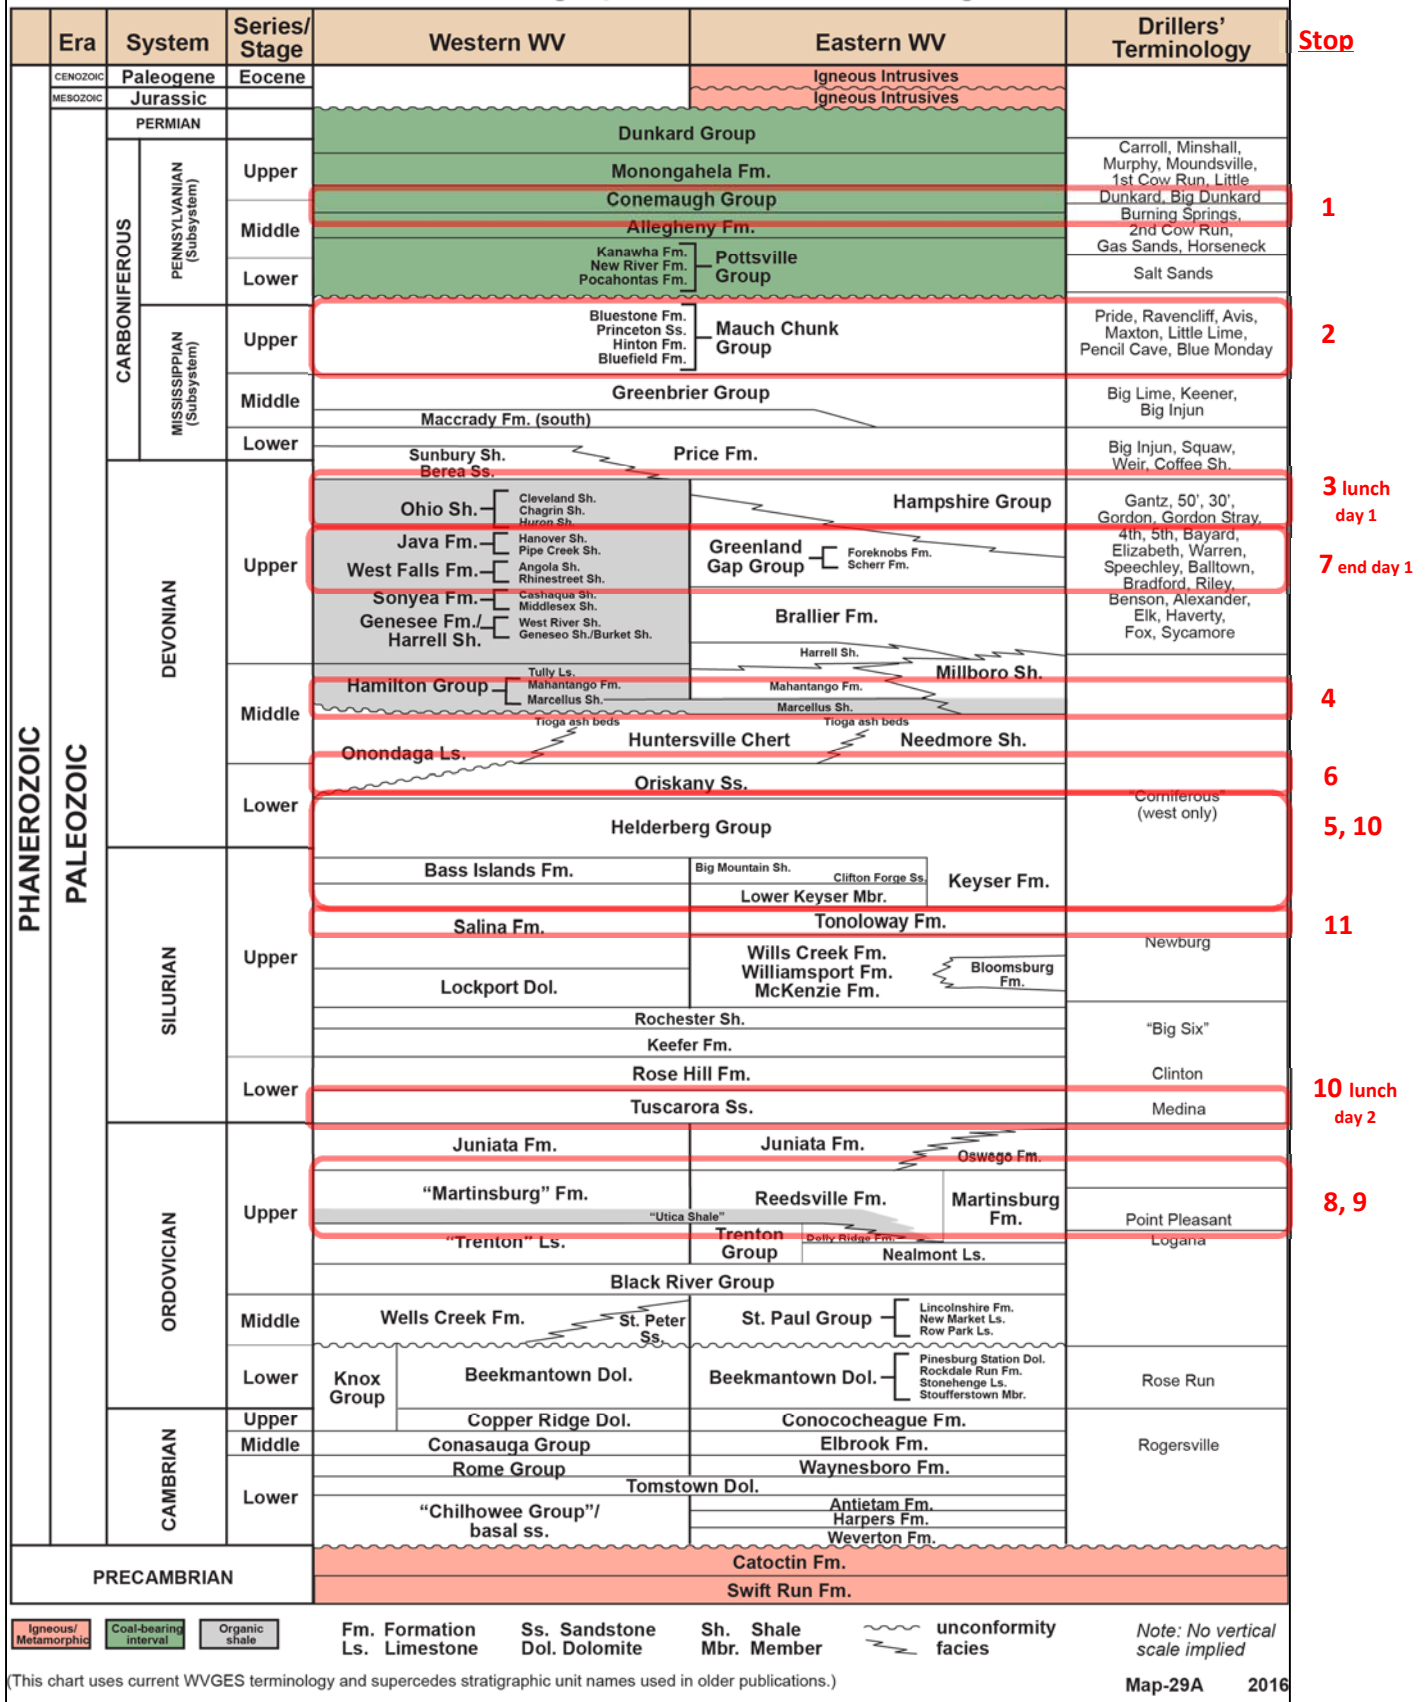 Era System Series/ Stage Western WV Eastern WV Drillers' Terminology Stop
CENOZOIC Paleogene Eocene Igneous Intrusives
MESOZOIC Jurassic Igneous Intrusives
PERMIAN
Dunkard Group
Carroll, Minshall,
Murphy, Moundsville,
1st Cow Run, Little
Dunkard, Big Dunkard
Upper Monongahela Fm.
Conemaugh Group 1
Burning Springs,
2nd Cow Run,
Gas Sands, Horseneck
Middle Allegheny Fm.
PENNSYLVANIAN
(Subsystem)
CARBONIFEROUS
Kanawha Fm.
New River Fm.
Pocahontas Fm.
Pottsville
Group
Lower Salt Sands
Upper
Bluestone Fm.
Princeton Ss.
Hinton Fm.
Bluefield Fm.
Mauch Chunk
Group
Pride, Ravencliff, Avis,
Maxton, Little Lime,
Pencil Cave, Blue Monday
2
MISSISSIPPIAN
(Subsystem)
Middle Greenbrier Group
Big Lime, Keener,
Big Injun
Maccrady Fm. (south)
Lower
Sunbury Sh.
Berea Ss.
Price Fm.
Big Injun, Squaw,
Weir, Coffee Sh.
Ohio Sh.
Cleveland Sh.
Chagrin Sh.
Huron Sh.
Hampshire Group
Gantz, 50', 30',
Gordon, Gordon Stray,
4th, 5th, Bayard,
Elizabeth, Warren,
Speechley, Balltown,
Bradford, Riley,
Benson, Alexander,
Elk, Haverty,
Fox, Sycamore
3 lunch
day 1
Upper
Java Fm.
Hanover Sh.
Pipe Creek Sh.
West Falls Fm.
Angola Sh.
Rhinestreet Sh.
Greenland
Gap Group
Foreknobs Fm.
Scherr Fm.
7 end day 1
Sonyea Fm.
Cashaqua Sh.
Middlesex Sh.
Genesee Fm./
Harrell Sh.
West River Sh.
Geneseo Sh./Burket Sh.
Brallier Fm.
Harrell Sh.
Millboro Sh.
DEVONIAN
Middle
Hamilton Group
Tully Ls.
Mahantango Fm.
Marcellus Sh.
Mahantango Fm.
Marcellus Sh.
4
Tioga ash beds Tioga ash beds
Onondaga Ls. Huntersville Chert Needmore Sh.
Oriskany Ss. 6
Lower
"Corniferous"
(west only)
Helderberg Group 5, 10
PHANEROZOIC
PALEOZOIC
Bass Islands Fm.
Big Mountain Sh.
Clifton Forge Ss.
Lower Keyser Mbr.
Keyser Fm.
Salina Fm. Tonoloway Fm. 11
Newburg
Upper
Wills Creek Fm.
Williamsport Fm.
McKenzie Fm.
Bloomsburg
Fm.
Lockport Dol.
SILURIAN
Rochester Sh.
"Big Six"
Keefer Fm.
Lower
Rose Hill Fm. Clinton
Tuscarora Ss. Medina
10 lunch
day 2
Juniata Fm. Juniata Fm. Oswego Fm.
Upper
"Martinsburg" Fm. Reedsville Fm.
Martinsburg
Fm.
8, 9
"Utica Shale"
Point Pleasant
Logana
"Trenton" Ls.
Trenton
Group
Dolly Ridge Fm.
Nealmont Ls.
ORDOVICIAN
Black River Group
Middle Wells Creek Fm.
St. Peter
Ss.
St. Paul Group
Lincolnshire Fm.
New Market Ls.
Row Park Ls.
Lower
Knox
Group
Beekmantown Dol. Beekmantown Dol.
Pinesburg Station Dol.
Rockdale Run Fm.
Stonehenge Ls.
Stoufferstown Mbr.
Rose Run
CAMBRIAN
Upper Copper Ridge Dol. Conococheague Fm.
Middle Conasauga Group Elbrook Fm. Rogersville
Rome Group Waynesboro Fm.
Lower Tomstown Dol.
"Chilhowee Group"/
basal ss.
Antietam Fm.
Harpers Fm.
Weverton Fm.
PRECAMBRIAN
Catoctin Fm.
Swift Run Fm.
Igneous/
Metamorphic
Coal-bearing
interval
Organic
shale
Fm. Formation Ss. Sandstone Sh. Shale unconformity
Ls. Limestone Dol. Dolomite Mbr. Member facies
Note: No vertical
scale implied
(This chart uses current WVGES terminology and supercedes stratigraphic unit names used in older publications.)
Map-29A 2016